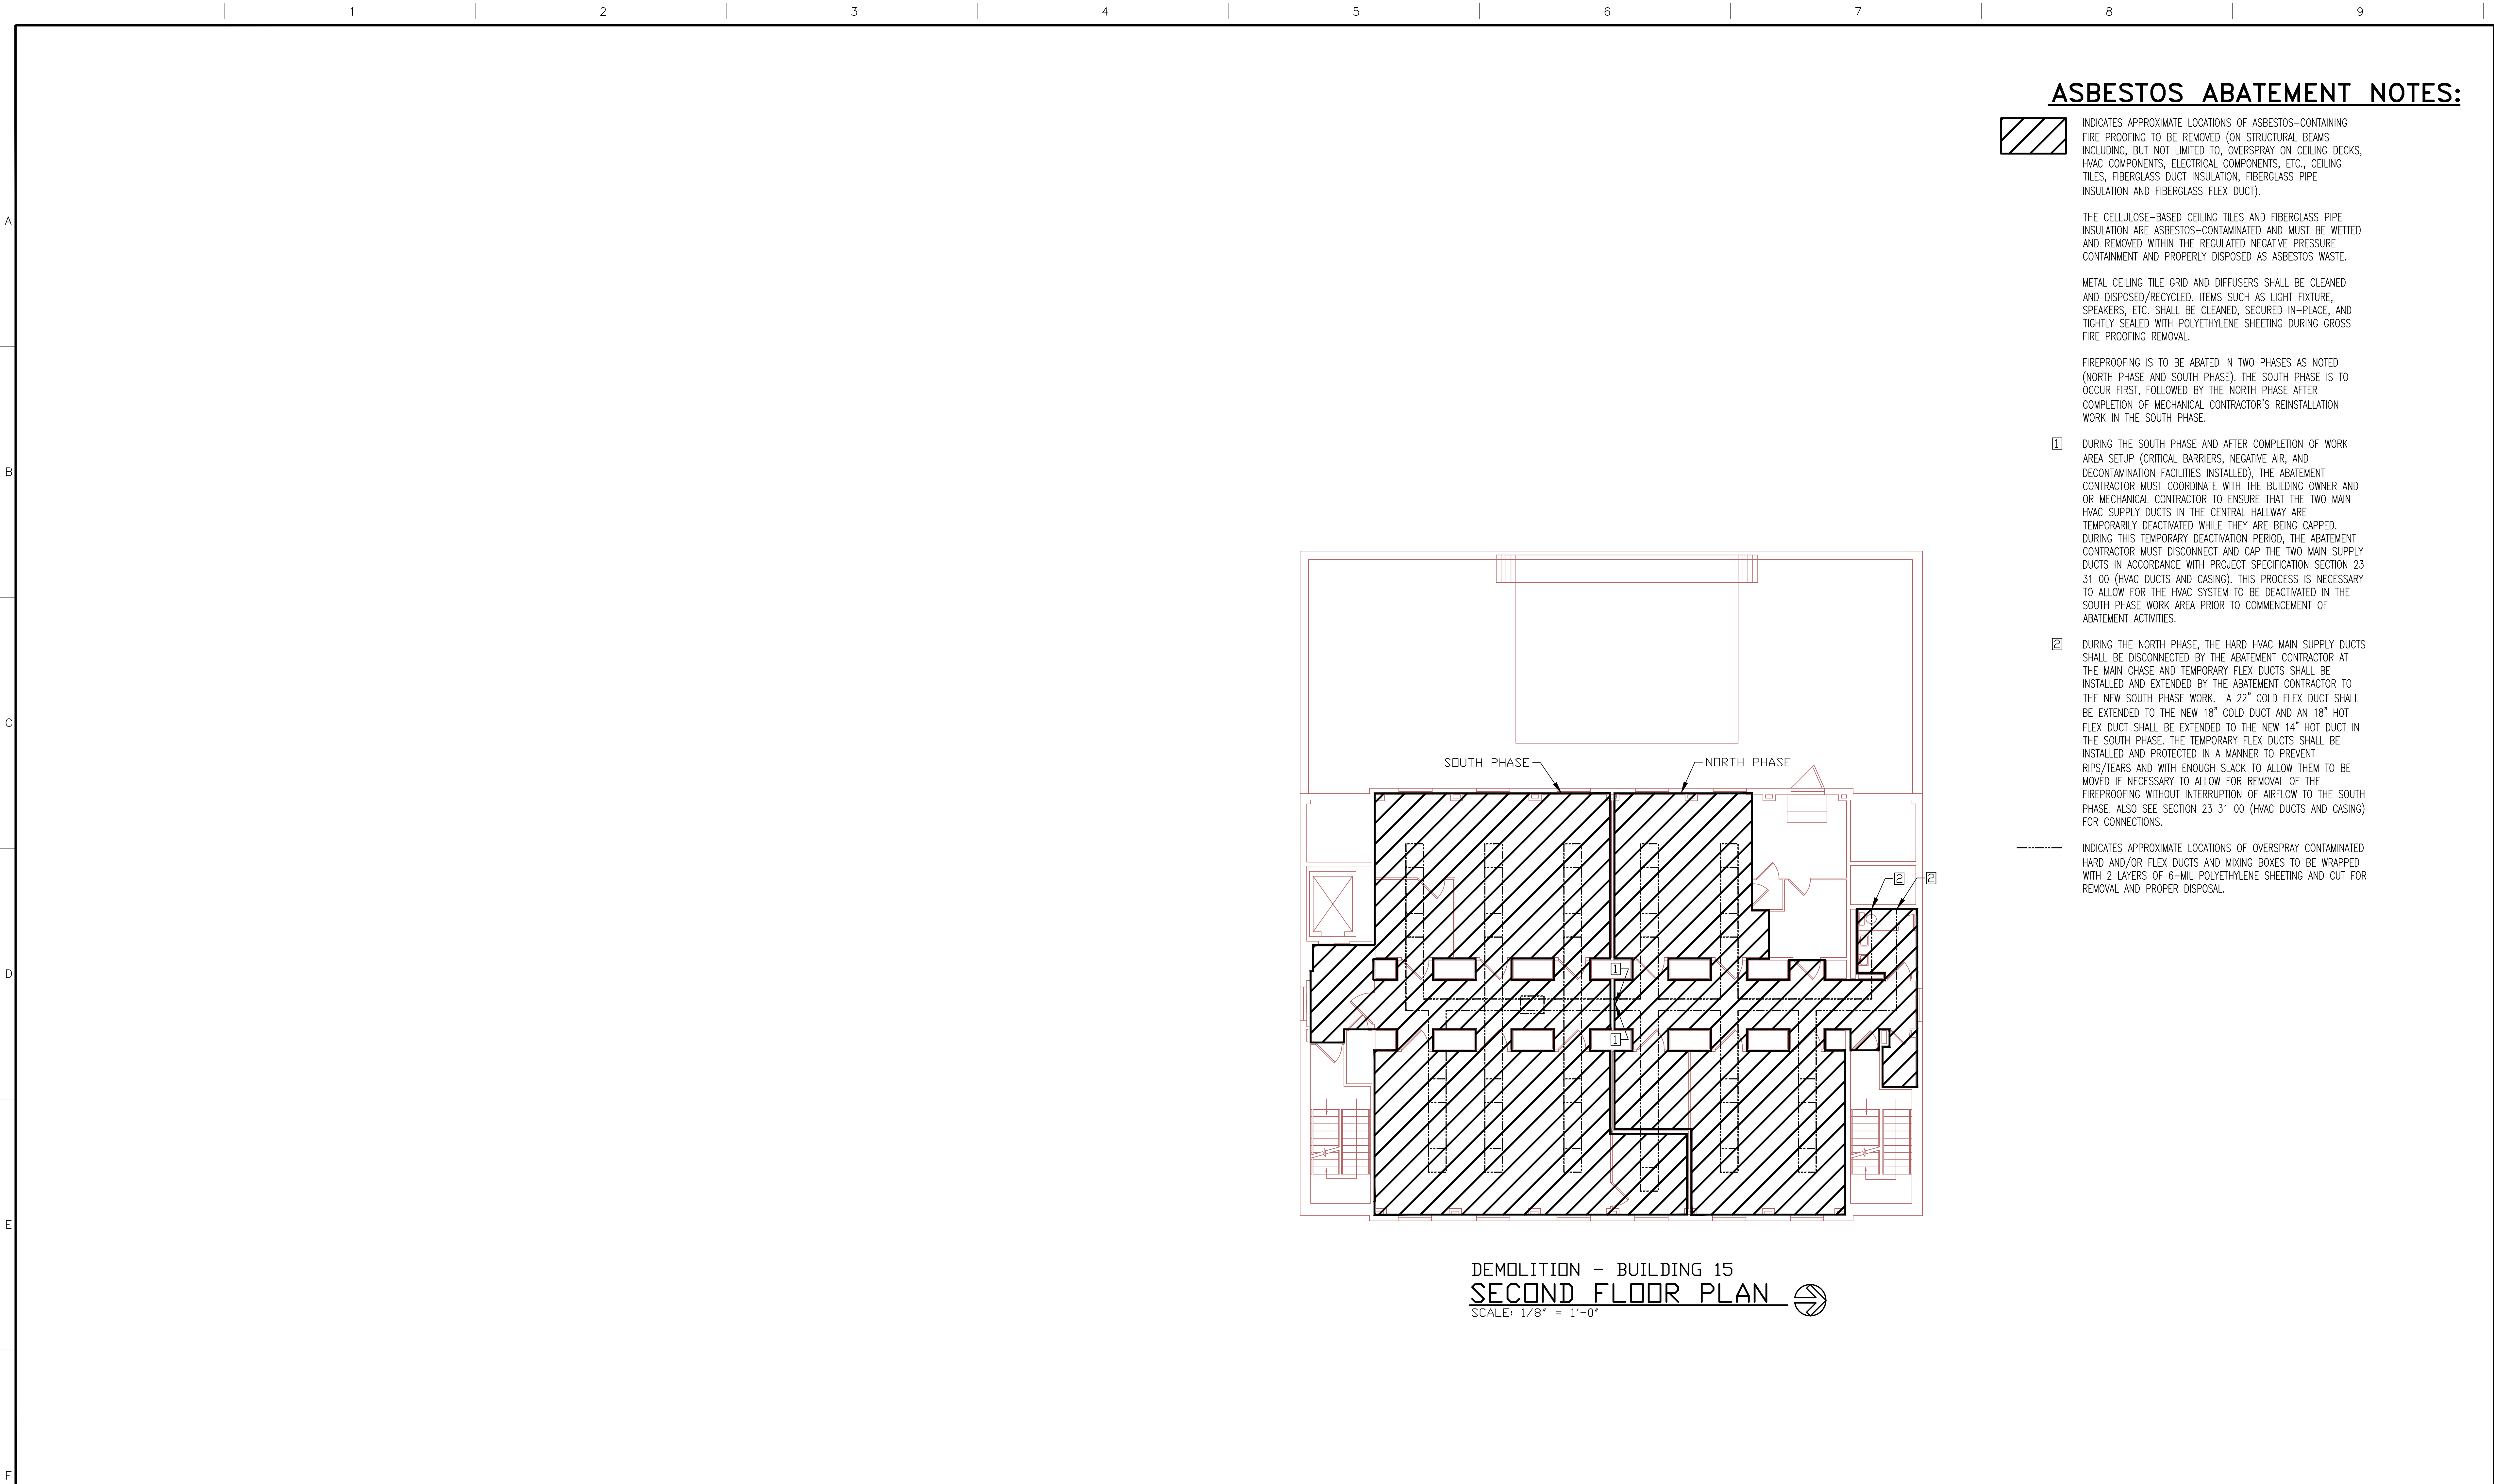 1 2 3 4 5 6 7 8 9
ASBESTOS ABATEMENT NOTES:
INDICATES APPROXIMATE LOCATIONS OF ASBESTOS-CONTAINING
FIRE PROOFING TO BE REMOVED (ON STRUCTURAL BEAMS
INCLUDING, BUT NOT LIMITED TO, OVERSPRAY ON CEILING DECKS,
HVAC COMPONENTS, ELECTRICAL COMPONENTS, ETC., CEILING
TILES, FIBERGLASS DUCT INSULATION, FIBERGLASS PIPE
INSULATION AND FIBERGLASS FLEX DUCT).
THE CELLULOSE-BASED CEILING TILES AND FIBERGLASS PIPE
INSULATION ARE ASBESTOS-CONTAMINATED AND MUST BE WETTED
AND REMOVED WITHIN THE REGULATED NEGATIVE PRESSURE
CONTAINMENT AND PROPERLY DISPOSED AS ASBESTOS WASTE.
METAL CEILING TILE GRID AND DIFFUSERS SHALL BE CLEANED
AND DISPOSED/RECYCLED. ITEMS SUCH AS LIGHT FIXTURE,
SPEAKERS, ETC. SHALL BE CLEANED, SECURED IN-PLACE, AND
TIGHTLY SEALED WITH POLYETHYLENE SHEETING DURING GROSS
FIRE PROOFING REMOVAL.
FIREPROOFING IS TO BE ABATED IN TWO PHASES AS NOTED
(NORTH PHASE AND SOUTH PHASE). THE SOUTH PHASE IS TO
OCCUR FIRST, FOLLOWED BY THE NORTH PHASE AFTER
COMPLETION OF MECHANICAL CONTRACTOR'S REINSTALLATION
WORK IN THE SOUTH PHASE.
1 DURING THE SOUTH PHASE AND AFTER COMPLETION OF WORK
AREA SETUP (CRITICAL BARRIERS, NEGATIVE AIR, AND
DECONTAMINATION FACILITIES INSTALLED), THE ABATEMENT
CONTRACTOR MUST COORDINATE WITH THE BUILDING OWNER AND
OR MECHANICAL CONTRACTOR TO ENSURE THAT THE TWO MAIN
HVAC SUPPLY DUCTS IN THE CENTRAL HALLWAY ARE
TEMPORARILY DEACTIVATED WHILE THEY ARE BEING CAPPED.
DURING THIS TEMPORARY DEACTIVATION PERIOD, THE ABATEMENT
CONTRACTOR MUST DISCONNECT AND CAP THE TWO MAIN SUPPLY
DUCTS IN ACCORDANCE WITH PROJECT SPECIFICATION SECTION 23
31 00 (HVAC DUCTS AND CASING). THIS PROCESS IS NECESSARY
TO ALLOW FOR THE HVAC SYSTEM TO BE DEACTIVATED IN THE
SOUTH PHASE WORK AREA PRIOR TO COMMENCEMENT OF
ABATEMENT ACTIVITIES.
2 DURING THE NORTH PHASE, THE HARD HVAC MAIN SUPPLY DUCTS
SHALL BE DISCONNECTED BY THE ABATEMENT CONTRACTOR AT
THE MAIN CHASE AND TEMPORARY FLEX DUCTS SHALL BE
INSTALLED AND EXTENDED BY THE ABATEMENT CONTRACTOR TO
THE NEW SOUTH PHASE WORK. A 22" COLD FLEX DUCT SHALL
BE EXTENDED TO THE NEW 18" COLD DUCT AND AN 18" HOT
FLEX DUCT SHALL BE EXTENDED TO THE NEW 14" HOT DUCT IN
THE SOUTH PHASE. THE TEMPORARY FLEX DUCTS SHALL BE
INSTALLED AND PROTECTED IN A MANNER TO PREVENT
RIPS/TEARS AND WITH ENOUGH SLACK TO ALLOW THEM TO BE
MOVED IF NECESSARY TO ALLOW FOR REMOVAL OF THE
FIREPROOFING WITHOUT INTERRUPTION OF AIRFLOW TO THE SOUTH
PHASE. ALSO SEE SECTION 23 31 00 (HVAC DUCTS AND CASING)
FOR CONNECTIONS.
INDICATES APPROXIMATE LOCATIONS OF OVERSPRAY CONTAMINATED
HARD AND/OR FLEX DUCTS AND MIXING BOXES TO BE WRAPPED
WITH 2 LAYERS OF 6-MIL POLYETHYLENE SHEETING AND CUT FOR
REMOVAL AND PROPER DISPOSAL.
A
B
C
D
E
F
SOUTH PHASE
NORTH PHASE
2
2
1
1
DEMOLITION - BUILDING 15
SECOND FLOOR PLAN
SCALE: 1/8" = 1'-0"